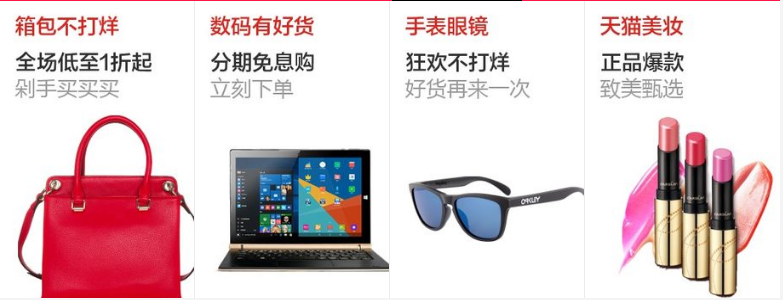 箱包不打烊
全场低至1折起
剁手买买买
数码有好货
分期免息购
立刻下单
手表眼镜
狂欢不打烊
好货再来一次
OAKLEY
天猫美妆
正品爆款
致美甄选